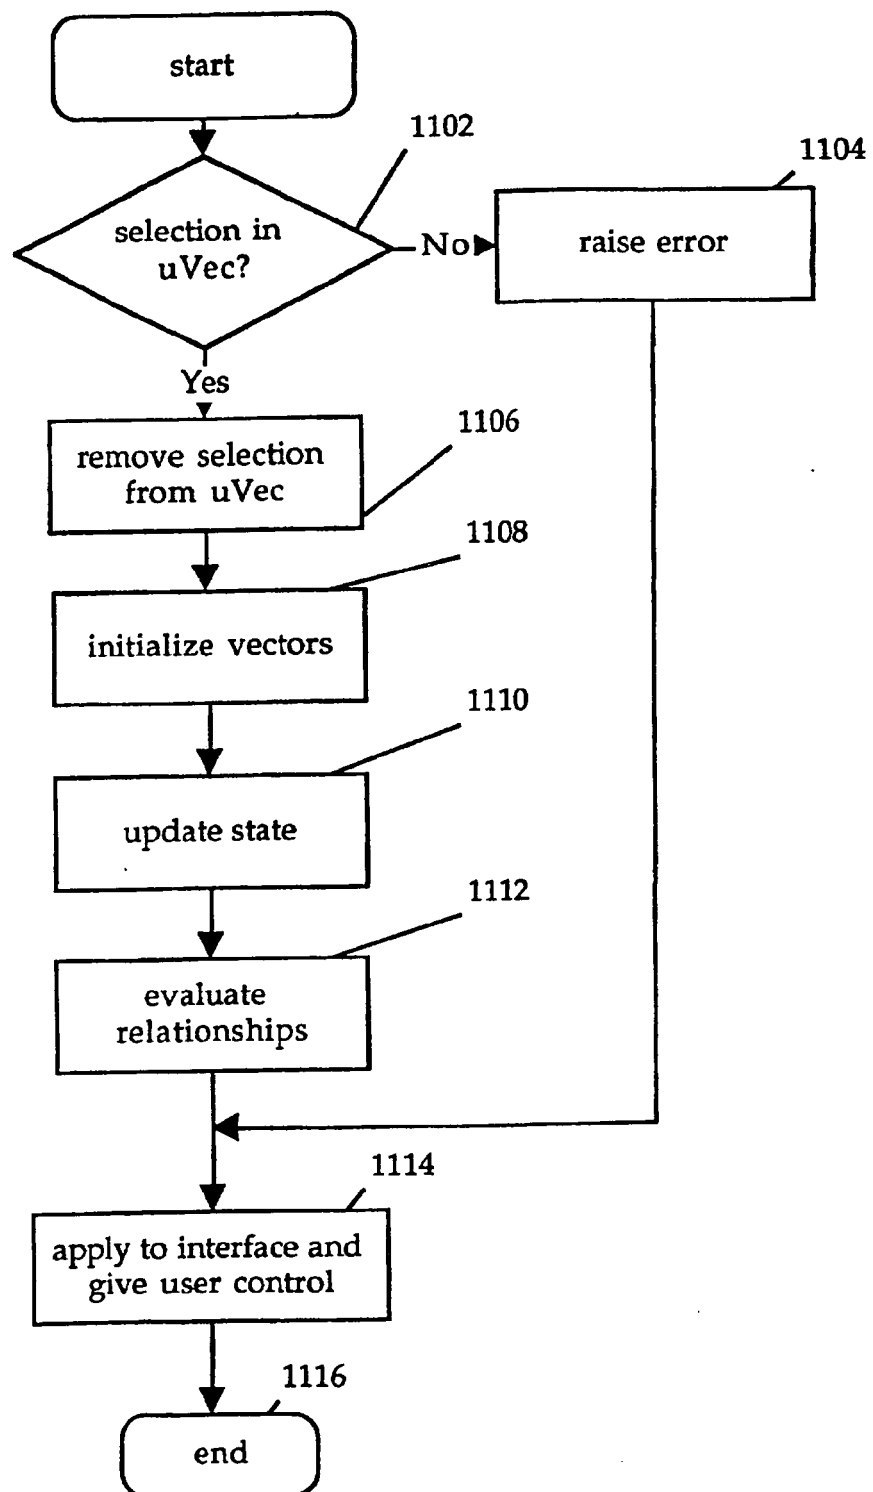 start
1102
1104
selection in
uVec?
No
raise error
Yes
1106
remove selection
from uVec
1108
initialize vectors
1110
update state
1112
evaluate
relationships
1114
apply to interface and
give user control
1116
end